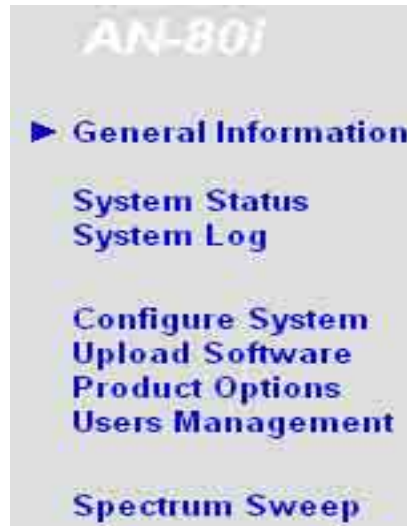 AN-80i
General Information
System Status
System Log
Configure System
Upload Software
Product Options
Users Management
Spectrum Sweep